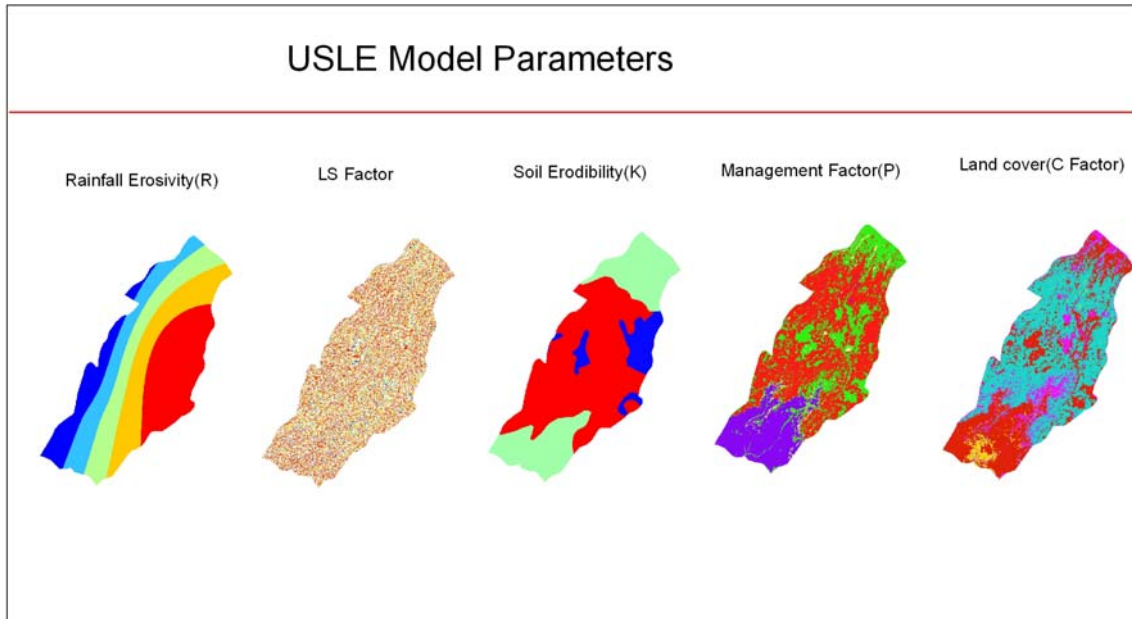 USLE Model Parameters
Rainfall Erosivity(R)
LS Factor
Soil Erodibility(K)
Management Factor(P)
Land cover(C Factor)